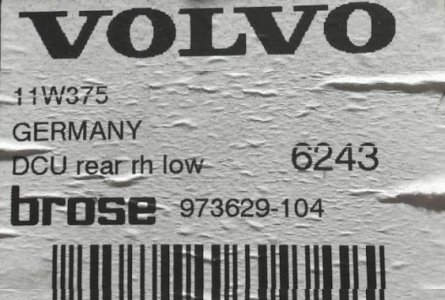 VOLVO
11W375
GERMANY
DCU rear rh low 6243
brose 973629-104